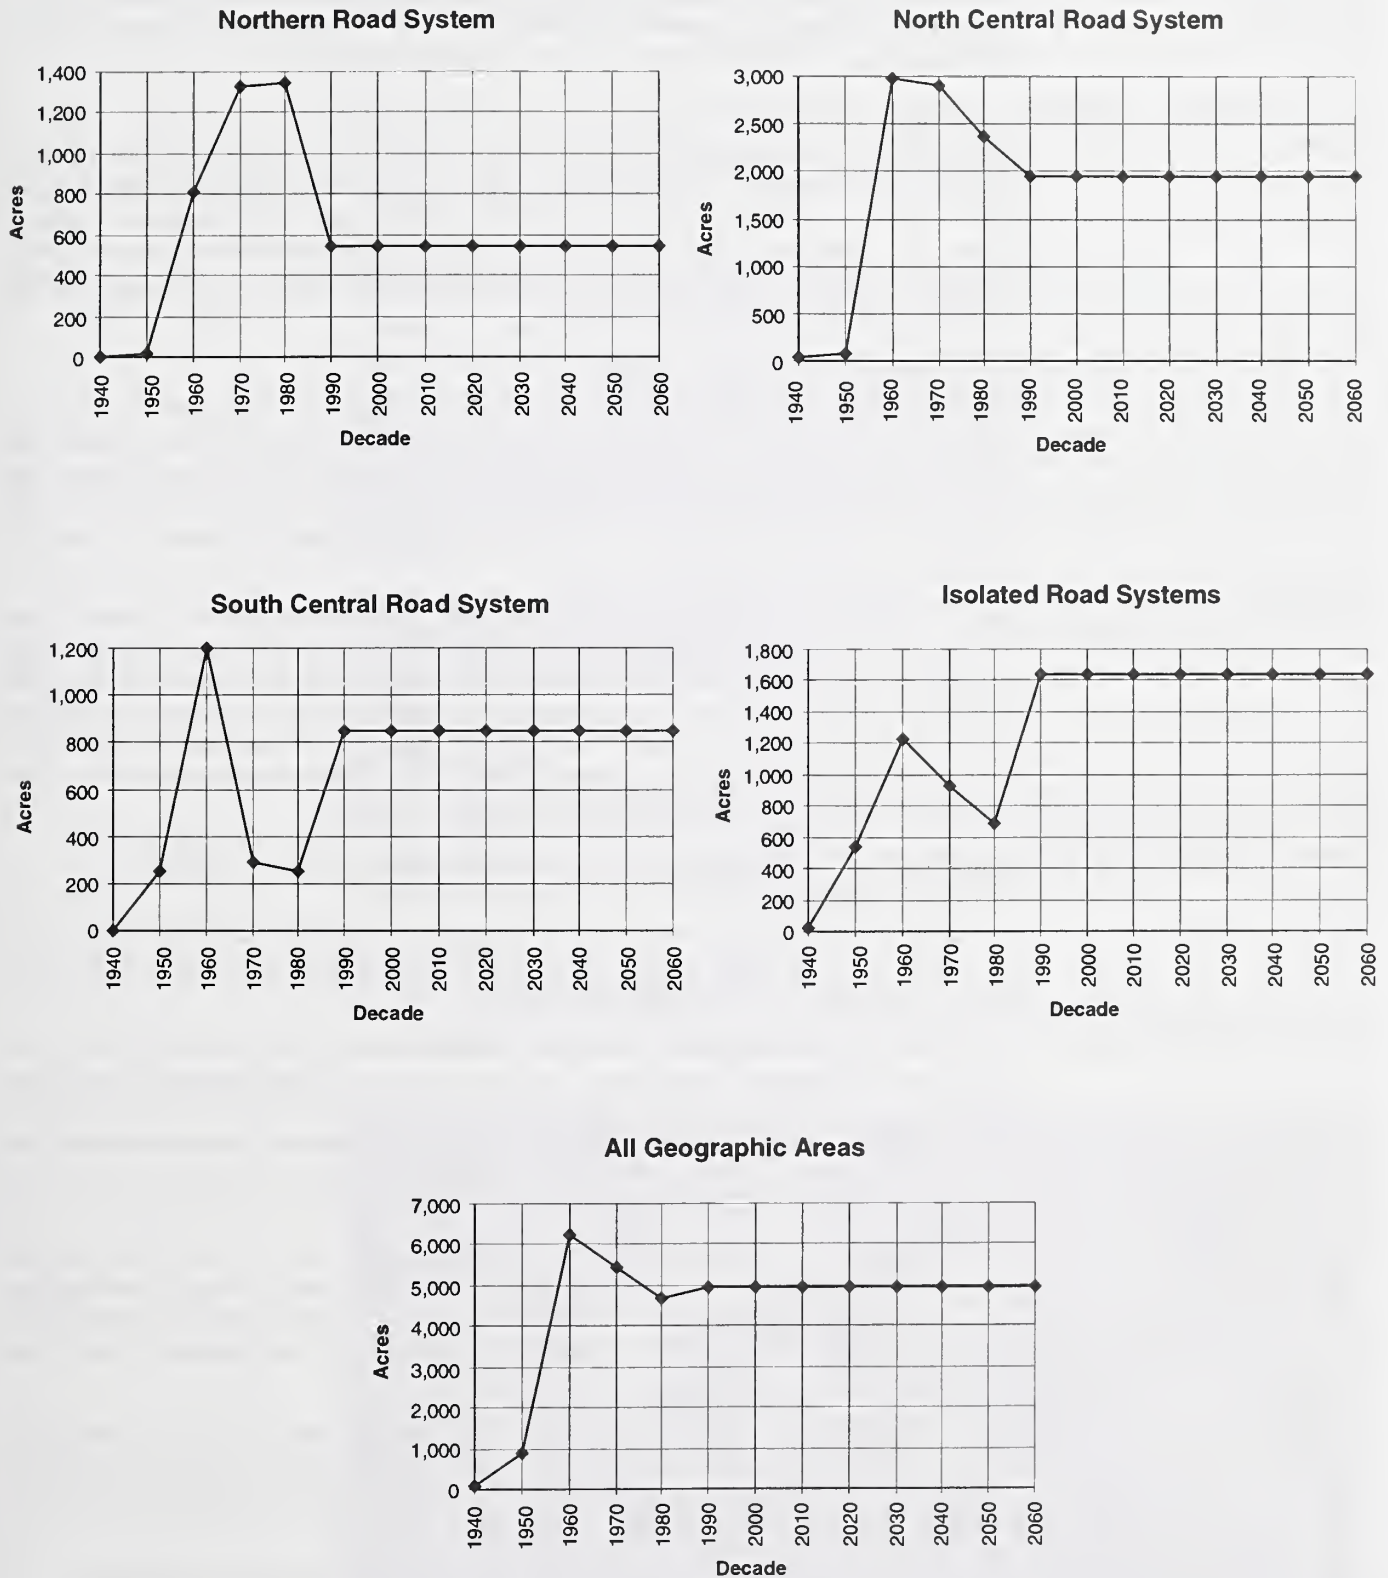 Northern Road System
1,400
1,200
1,000
800
600
400
200
0
Acres
1940 1950 1960 1970 1980 1990 2000 2010 2020 2030 2040 2050 2060
Decade
North Central Road System
3,000
2,500
2,000
1,500
1,000
500
0
Acres
1940 1950 1960 1970 1980 1990 2000 2010 2020 2030 2040 2050 2060
Decade
South Central Road System
1,200
1,000
800
600
400
200
0
Acres
1940 1950 1960 1970 1980 1990 2000 2010 2020 2030 2040 2050 2060
Decade
Isolated Road Systems
1,800
1,600
1,400
1,200
1,000
800
600
400
200
0
Acres
1940 1950 1960 1970 1980 1990 2000 2010 2020 2030 2040 2050 2060
Decade
All Geographic Areas
7,000
6,000
5,000
4,000
3,000
2,000
1,000
0
Acres
1940 1950 1960 1970 1980 1990 2000 2010 2020 2030 2040 2050 2060
Decade